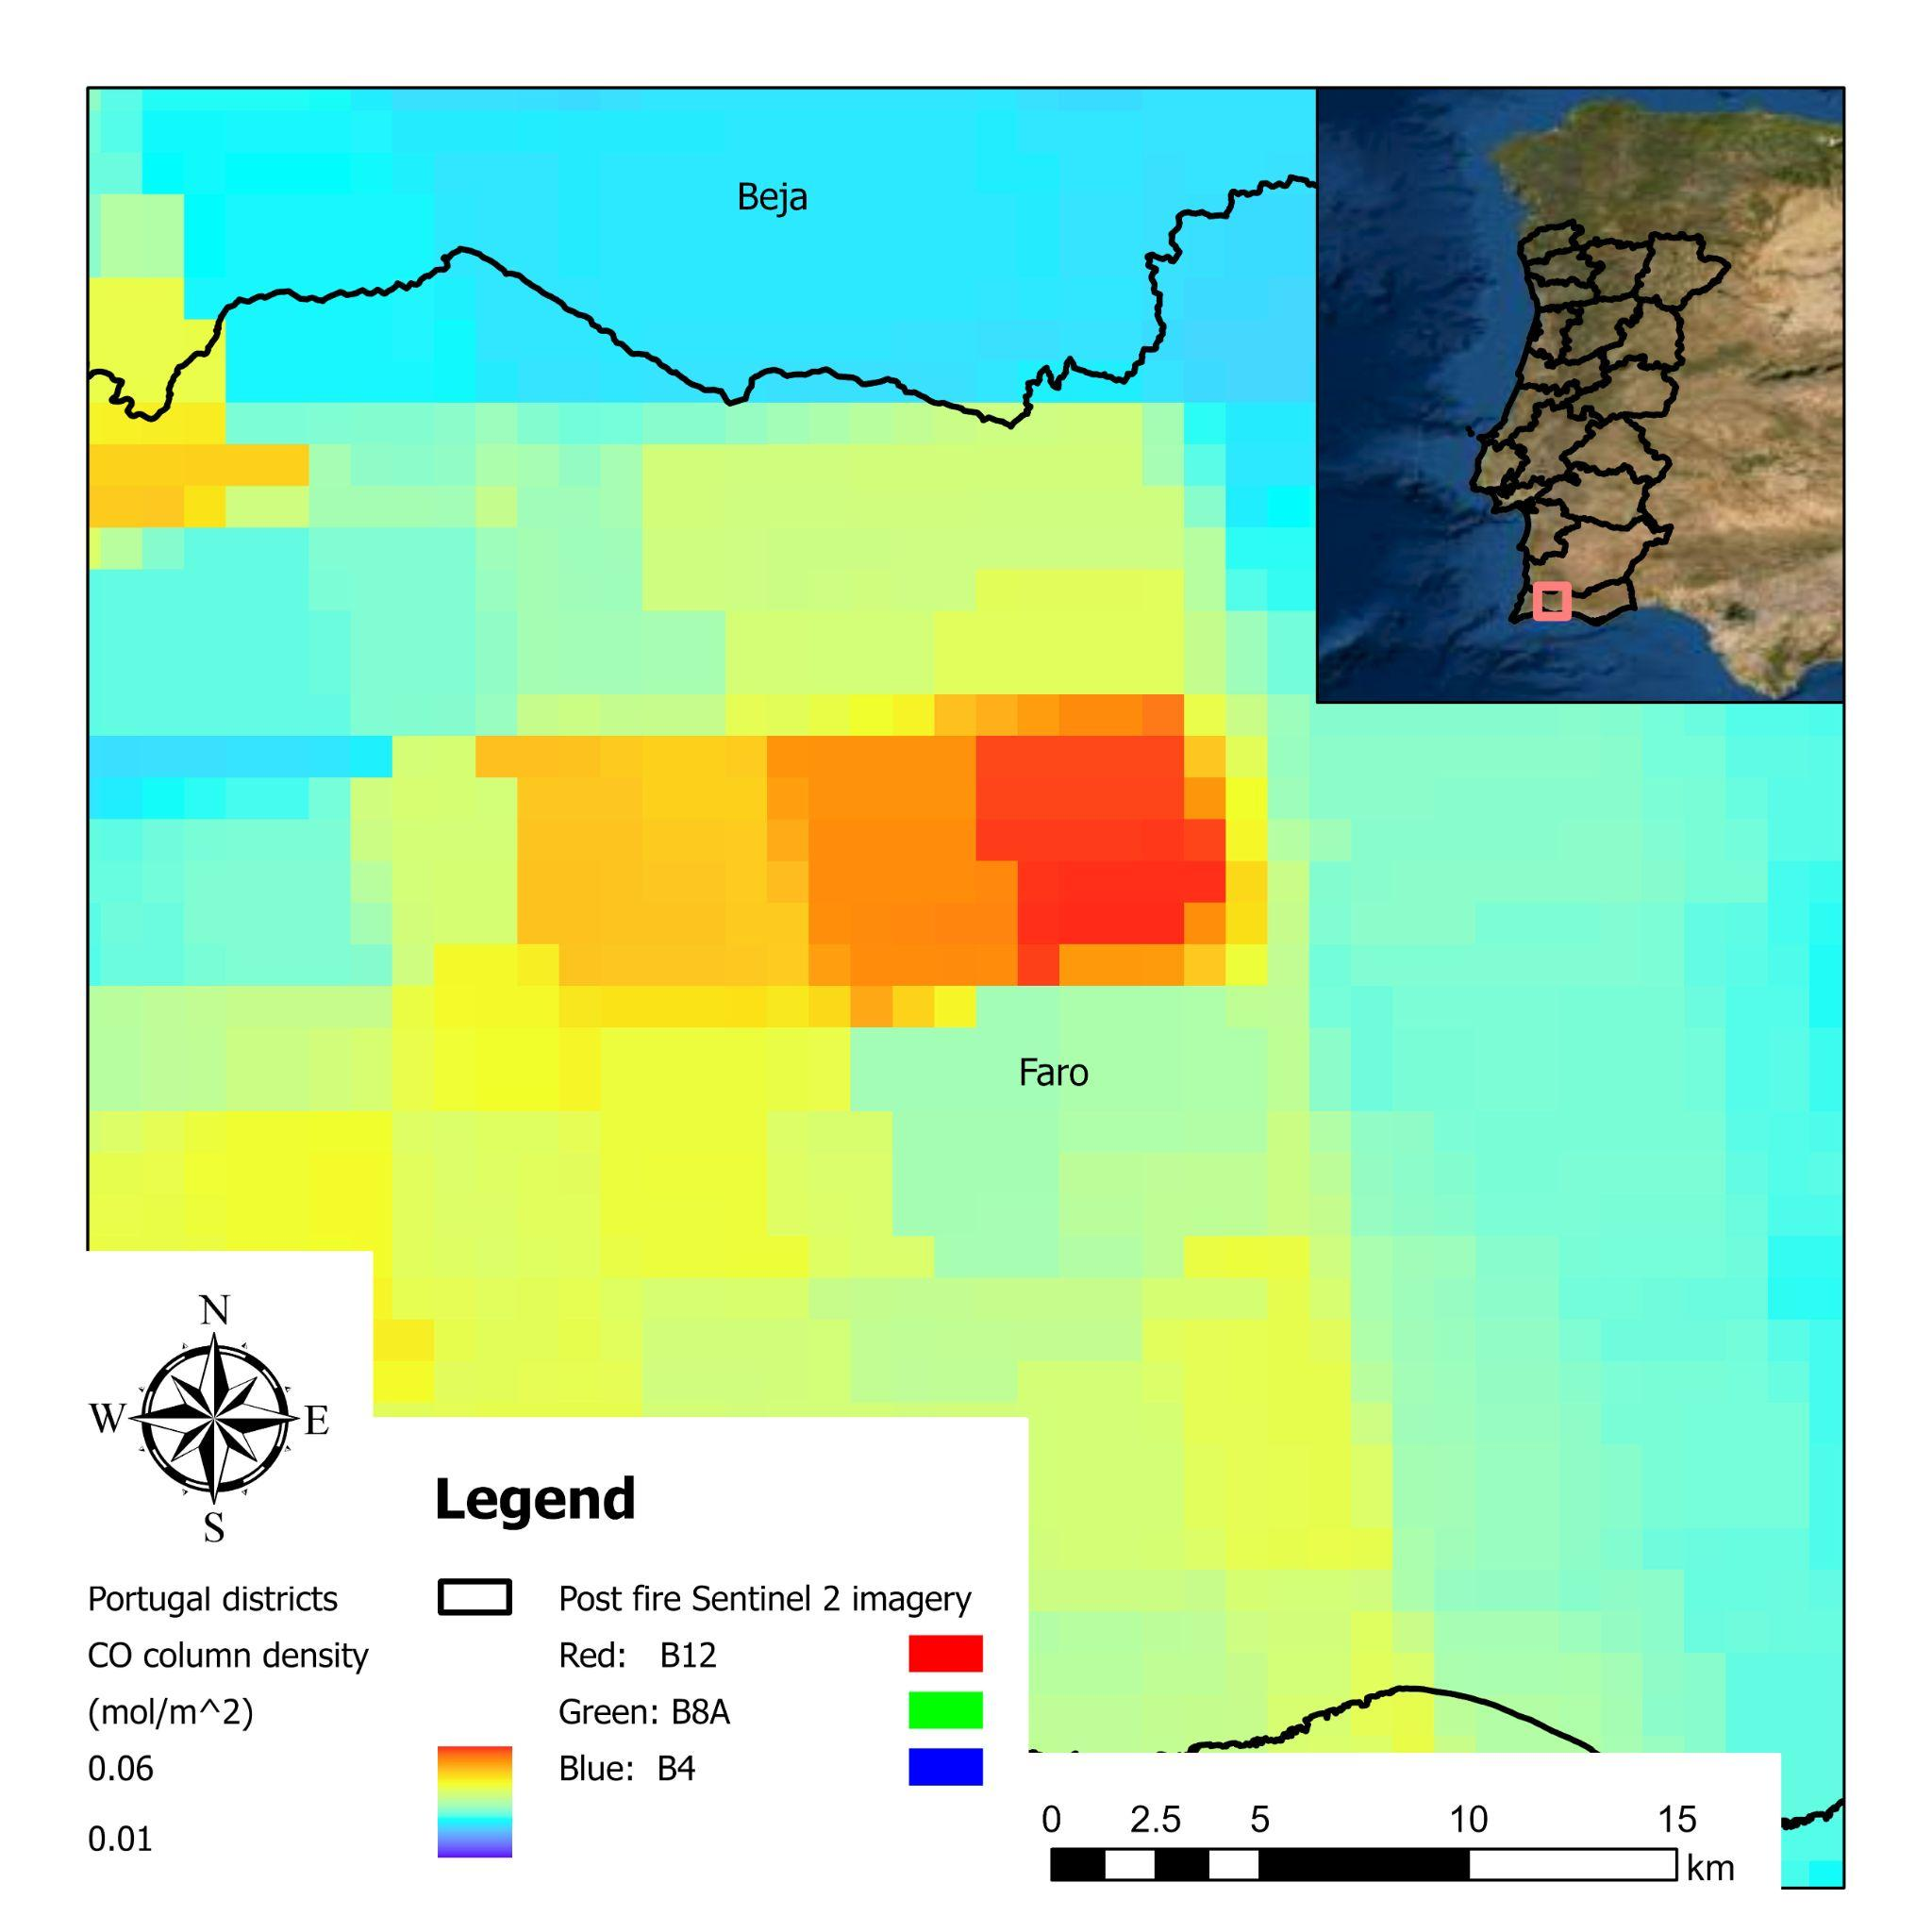 Beja
Faro
N
W E
S
Legend
Portugal districts
CO column density
(mol/m^2)
0.06
0.01
Post fire Sentinel 2 imagery
Red: B12
Green: B8A
Blue: B4
0 2.5 5 10 15
km